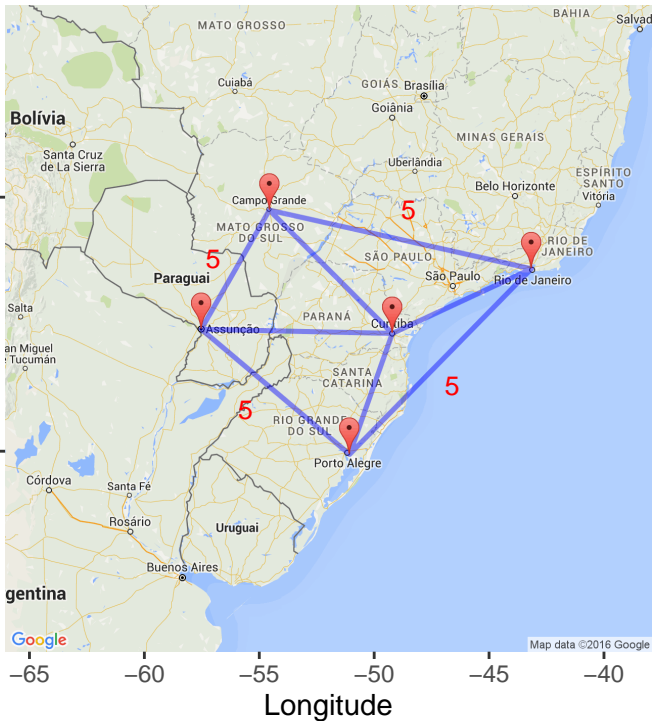 BAHIA
Salvad
MATO GROSSO
Cuiabá
GOIÁS
Brasília
Goiânia
Bolívia
MINAS GERAIS
Santa Cruz
de La Sierra
Uberlândia
ESPÍRITO
SANTO
Belo Horizonte
Vitória
Campo Grande
5
MATO GROSSO
DO SUL
RIO DE
JANEIRO
5
SÃO PAULO
Paraguai
São Paulo
Rio de Janeiro
Salta
PARANÁ
Curitiba
Assunção
an Miguel
e Tucumán
SANTA
CATARINA
5
5
RIO GRANDE
DO SUL
Porto Alegre
Córdova
Santa Fé
Rosário
Uruguai
Buenos Aires
gentina
Google
Map data ©2016 Google
−65 −60 −55 −50 −45 −40
Longitude